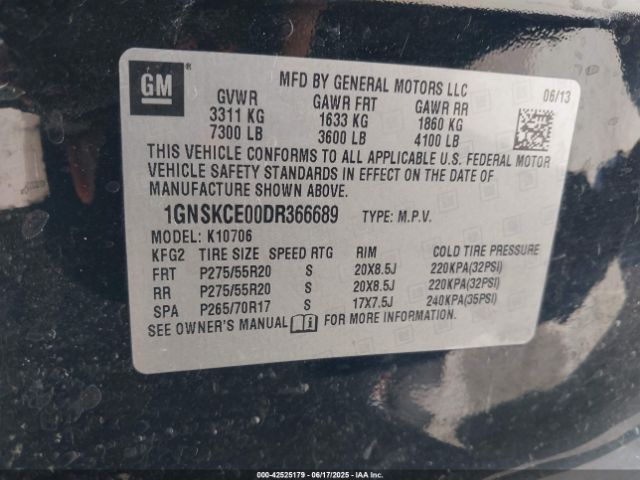 GM
MFD BY GENERAL MOTORS LLC
06/13
GVWR GAWR FRT GAWR RR
3311 KG 1633 KG 1860 KG
7300 LB 3600 LB 4100 LB
THIS VEHICLE CONFORMS TO ALL APPLICABLE U.S. FEDERAL MOTOR
VEHICLE SAFETY STANDARDS IN EFFECT ON THE DATE OF
MANUFACTURE SHOWN ABOVE.
1GNSKCE00DR366689 TYPE: M.P.V.
MODEL: K10706
KFG2 TIRE SIZE SPEED RTG RIM COLD TIRE PRESSURE
FRT P275/55R20 S 20X8.5J 220KPA(32PSI)
RR P275/55R20 S 20X8.5J 220KPA(32PSI)
SPA P265/70R17 S 17X7.5J 240KPA(35PSI)
SEE OWNER'S MANUAL FOR MORE INFORMATION.
000-42525179 - 06/17/2025 - IAAI.COM